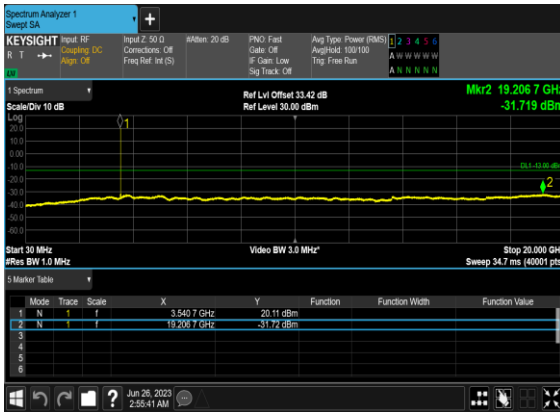 Spectrum Analyzer 1
Swept SA
+
KEYSIGHT
R T
LXI
Input: RF
Coupling: DC
Align: Off
Input Z: 50 Ω
Corrections: Off
Freq Ref: Int (S)
#Atten: 20 dB
PNO: Fast
Gate: Off
IF Gain: Low
Sig Track: Off
Avg Type: Power (RMS)
Avg|Hold: 100/100
Trig: Free Run
1 2 3 4 5 6
A W W W W W
A N N N N N
1 Spectrum
Scale/Div 10 dB
Ref Lvl Offset 33.42 dB
Ref Level 30.00 dBm
Mkr2 19.206 7 GHz
-31.719 dBm
Log
20.0
10.0
0.00
-10.0
-20.0
-30.0
-40.0
-50.0
-60.0
1
DL1 -13.00 dBm
2
Start 30 MHz
#Res BW 1.0 MHz
Video BW 3.0 MHz*
Stop 20.000 GHz
Sweep 34.7 ms (40001 pts)
5 Marker Table
Mode Trace Scale X Y Function Function Width Function Value
1 N 1 f 3.540 7 GHz 20.11 dBm
2 N 1 f 19.206 7 GHz -31.72 dBm
3
4
5
6
?
Jun 26, 2023
2:55:41 AM